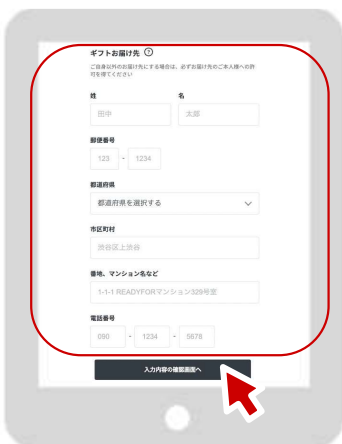 ギフトお届け先 ?
ご自身以外のお届け先にする場合は、必ずお届け先のご本人様への許
可を得てください
姓 名
田中 太郎
郵便番号
123 - 1234
都道府県
都道府県を選択する
市区町村
渋谷区上渋谷
番地、マンション名など
1-1-1 READYFORマンション329号室
電話番号
090 - 1234 - 5678
入力内容の確認画面へ